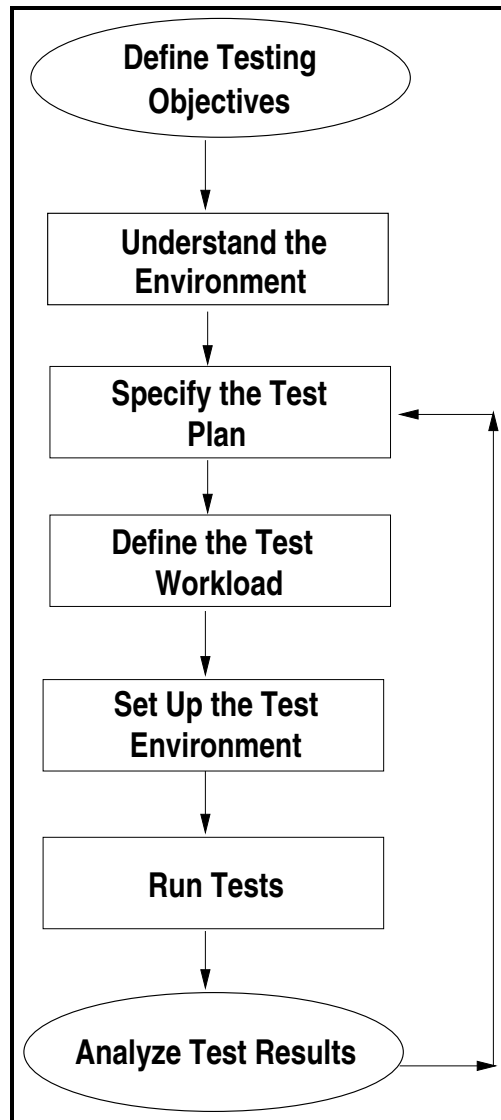 Define Testing
Objectives
Understand the
Environment
Specify the Test
Plan
Define the Test
Workload
Set Up the Test
Environment
Run Tests
Analyze Test Results